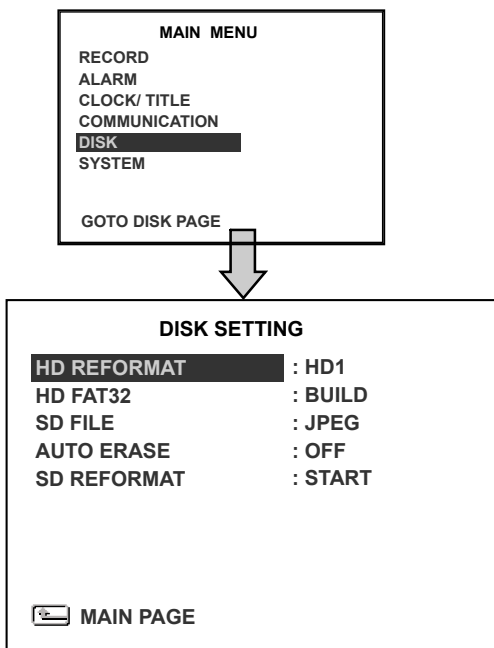 MAIN MENU
RECORD
ALARM
CLOCK/ TITLE
COMMUNICATION
DISK
SYSTEM
GOTO DISK PAGE
DISK SETTING
HD REFORMAT : HD1
HD FAT32 : BUILD
SD FILE : JPEG
AUTO ERASE : OFF
SD REFORMAT : START
MAIN PAGE